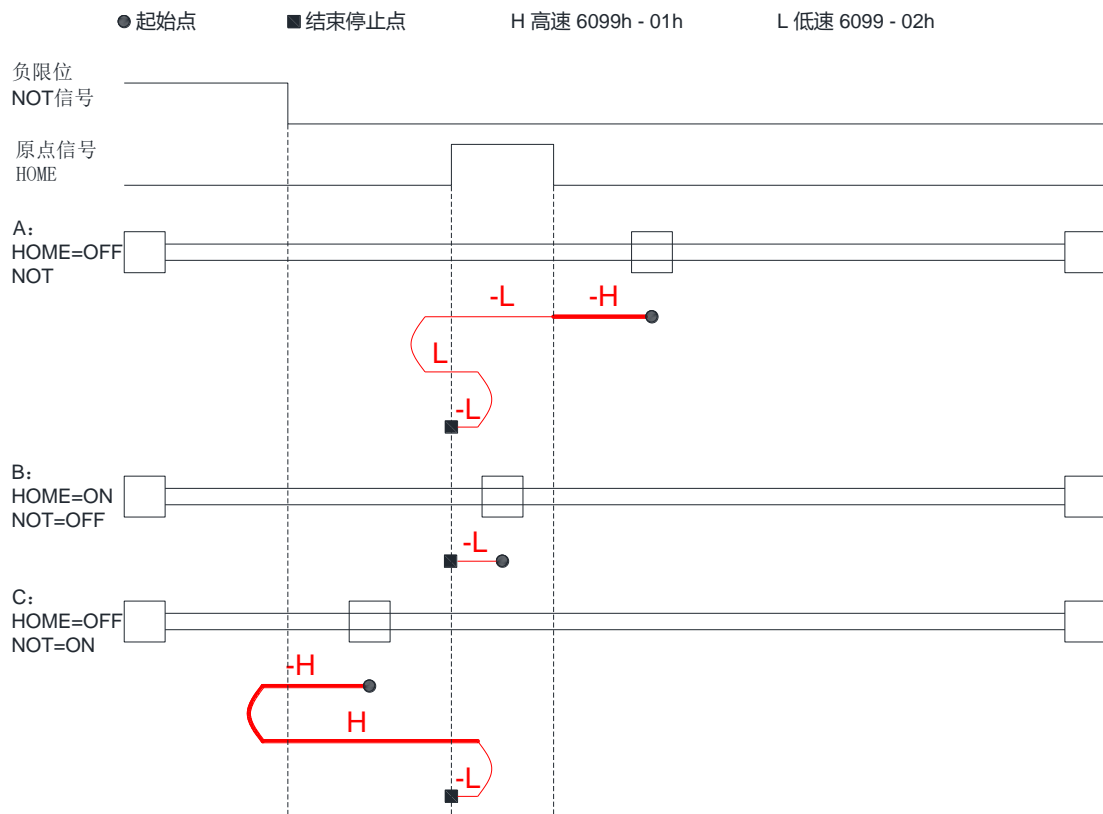 起始点 结束停止点 H 高速 6099h - 01h L 低速 6099 - 02h
负限位
NOT信号
原点信号
HOME
A:
HOME=OFF
NOT
-L -H
L
-L
B:
HOME=ON
NOT=OFF
-L
C:
HOME=OFF
NOT=ON
-H
H
-L